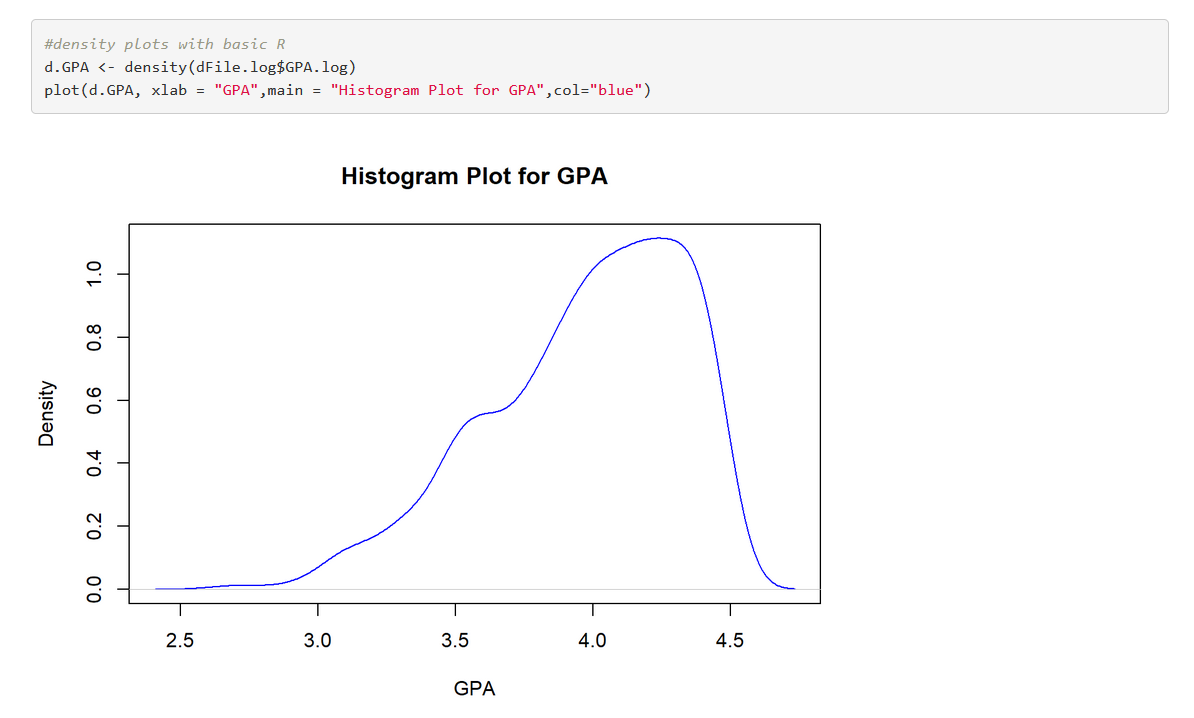 #density plots with basic R
d.GPA <- density(dFile.log$GPA.log)
plot(d.GPA, xlab = "GPA",main = "Histogram Plot for GPA",col="blue")
Histogram Plot for GPA
Density
1.0
0.8
0.6
0.4
0.2
0.0
2.5 3.0 3.5 4.0 4.5
GPA